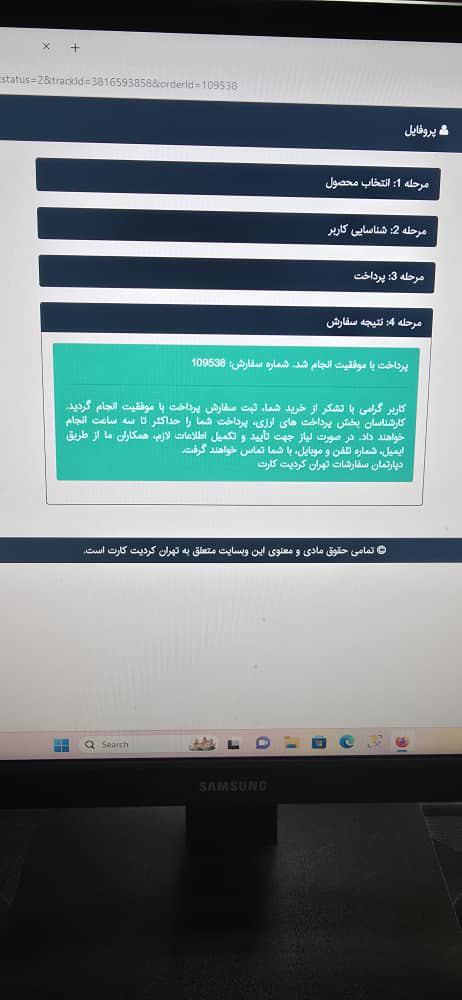 status=2&trackId=3816593858&orderId=109538
پروفایل
مرحله 1: انتخاب محصول
مرحله 2: شناسایی کاربر
مرحله 3: پرداخت
مرحله 4: نتیجه سفارش
پرداخت با موفقیت انجام شد. شماره سفارش: 109538
کاربر گرامی با تشکر از خرید شما، ثبت سفارش پرداخت با موفقیت انجام گردید.
کارشناسان بخش پرداخت های ارزی، پرداخت شما را حداکثر تا سه ساعت انجام
خواهند داد. در صورت نیاز جهت تأیید و تکمیل اطلاعات لازم، همکاران ما از طریق
ایمیل، شماره تلفن و موبایل، با شما تماس خواهند گرفت.
دپارتمان سفارشات تهران کردیت کارت
© تمامی حقوق مادی و معنوی این وبسایت متعلق به تهران کردیت کارت است.
Search
SAMSUNG